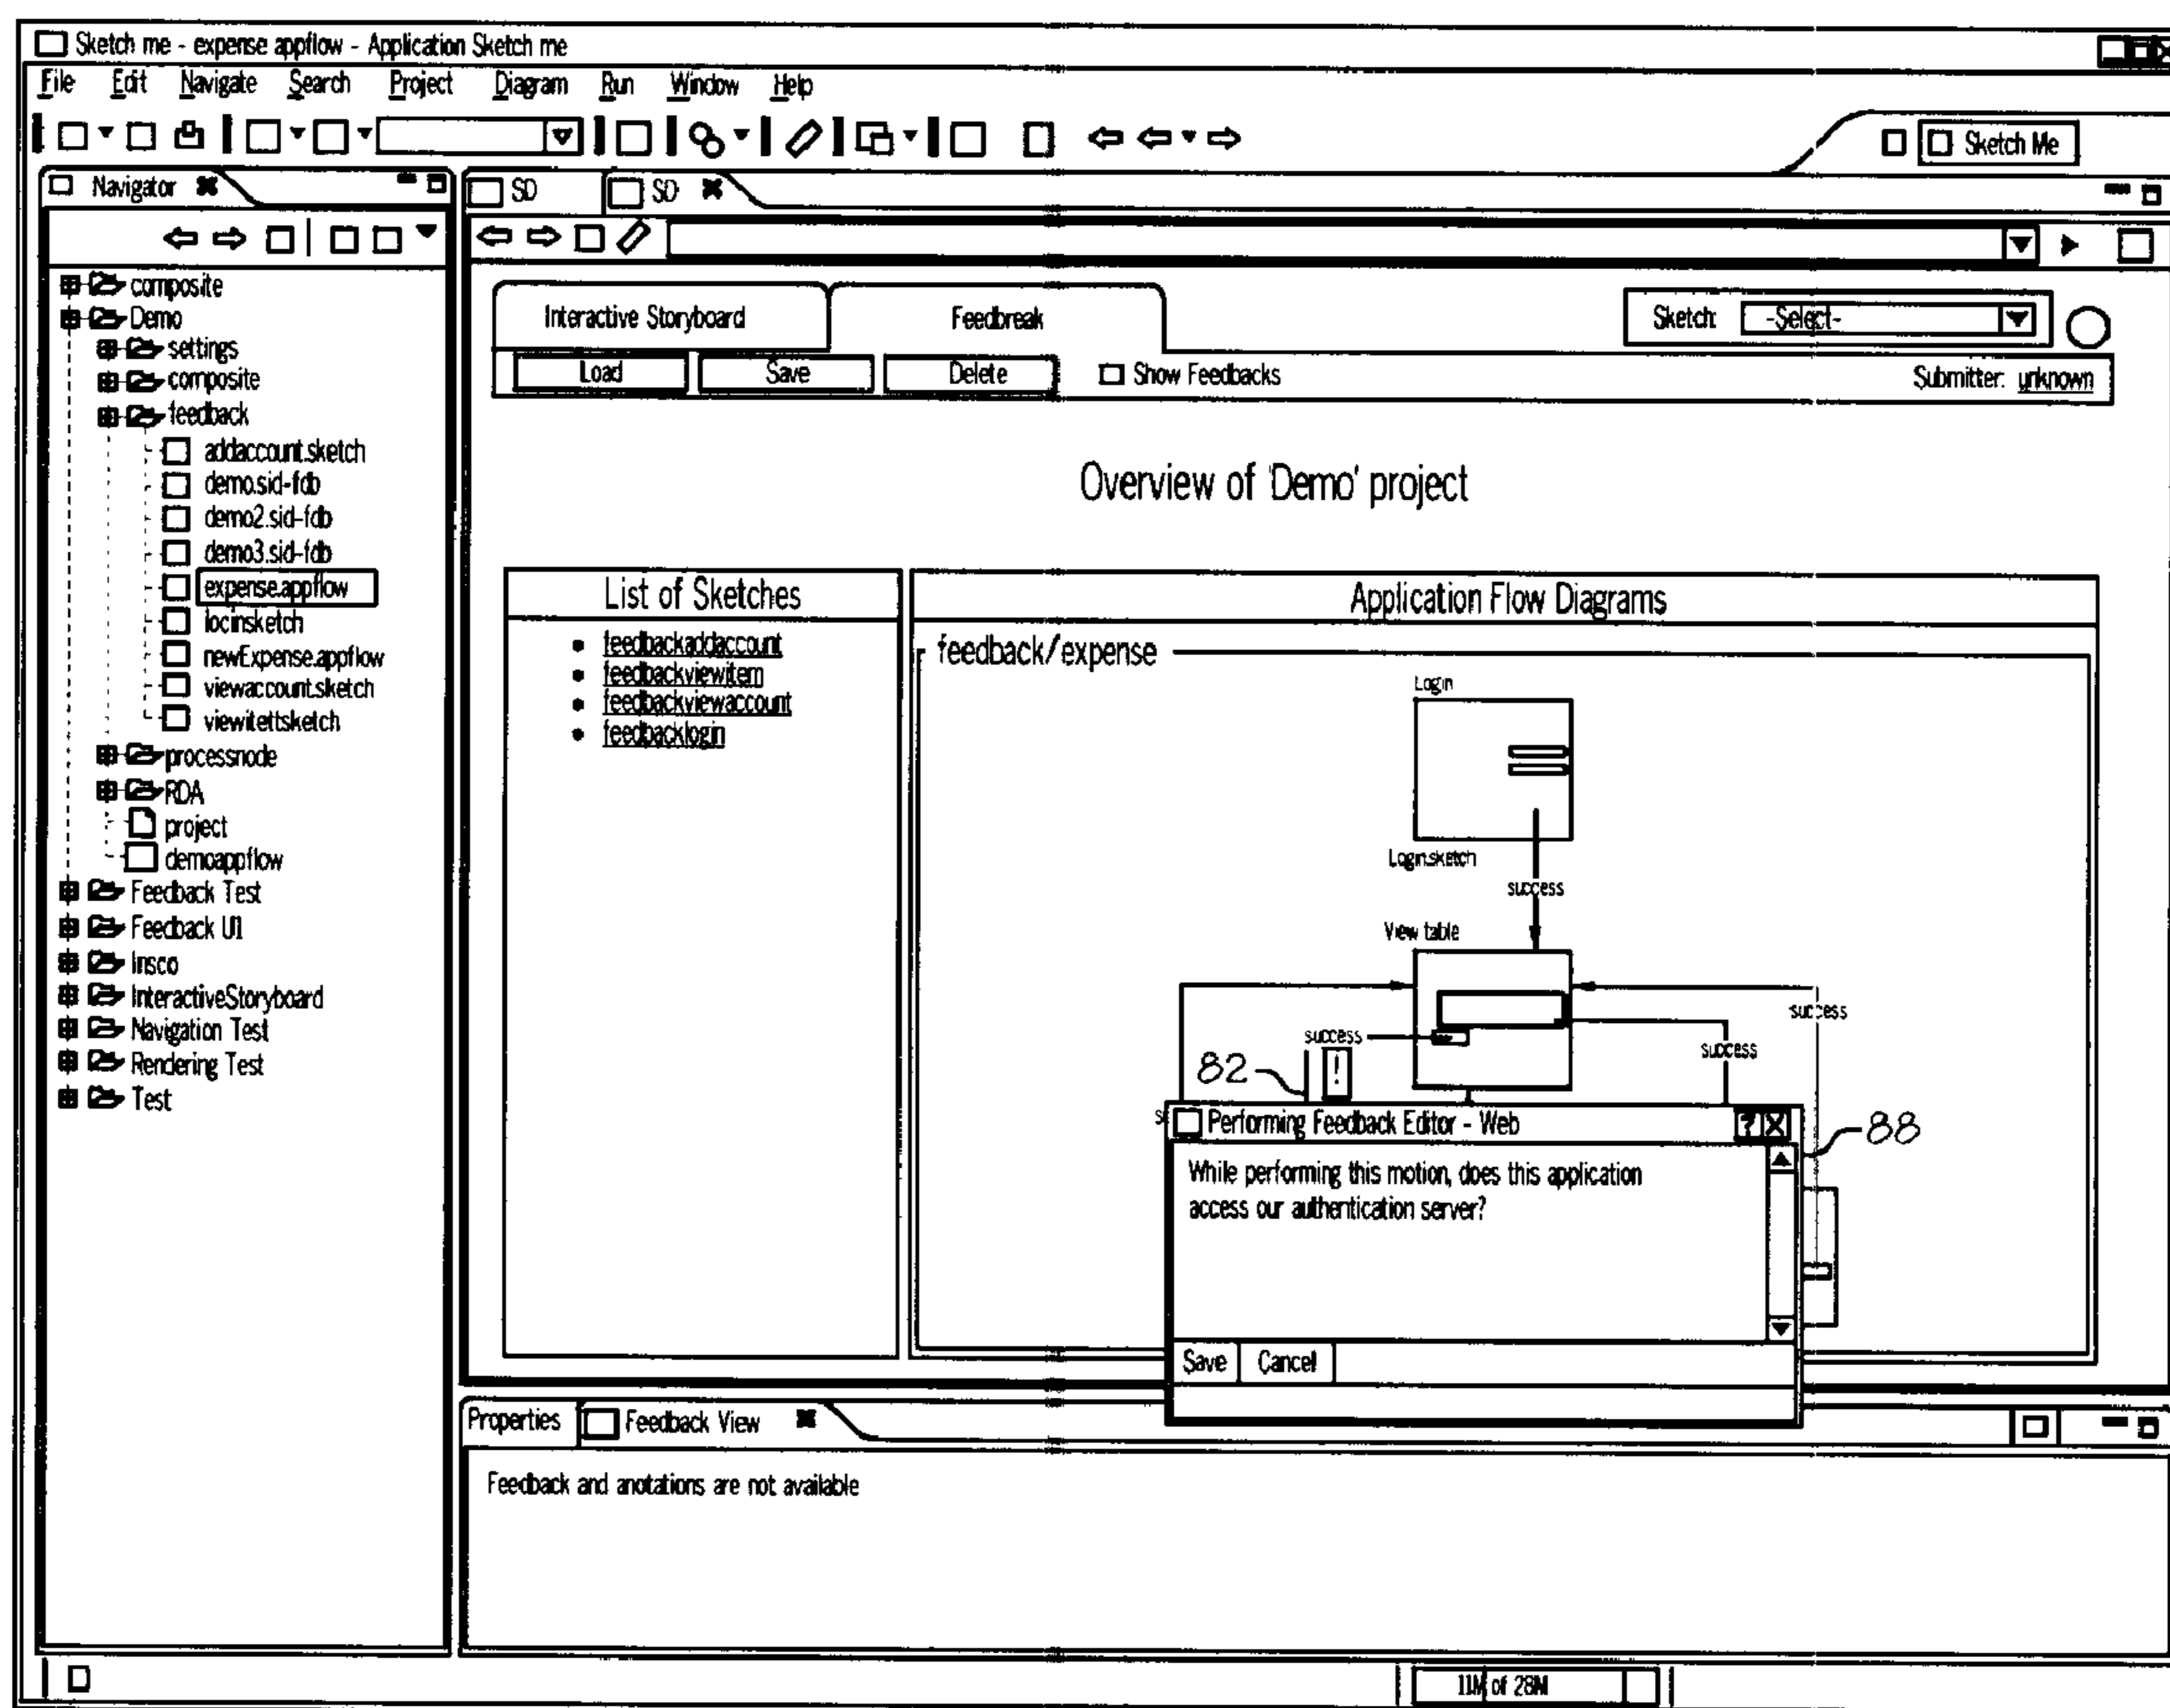 Sketch me - expense appflow - Application Sketch me
File Edit Navigate Search Project Diagram Run Window Help
Sketch Me
Navigator
SD
SD
composite
Demo
settings
composite
feedback
addaccount.sketch
demo.sid-fdb
demo2.sid-fdb
demo3.sid-fdb
expense.appflow
locinsketch
newExpense.appflow
viewaccount.sketch
viewitettsketch
processnode
RDA
project
demoappflow
Feedback Test
Feedback UI
Insco
InteractiveStoryboard
Navigation Test
Rendering Test
Test
Interactive Storyboard
Feedbreak
Sketch: -Select-
Load
Save
Delete
Show Feedbacks
Submitter: unknown
Overview of 'Demo' project
List of Sketches
feedbackaddaccount
feedbackviewitem
feedbackviewaccount
feedbacklogin
Application Flow Diagrams
feedback/expense
Login
Login.sketch
success
View table
success
success
success
82
!
Performing Feedback Editor - Web
?
X
88
While performing this motion, does this application
access our authentication server?
Save
Cancel
Properties
Feedback View
Feedback and anotations are not available
11M of 28M